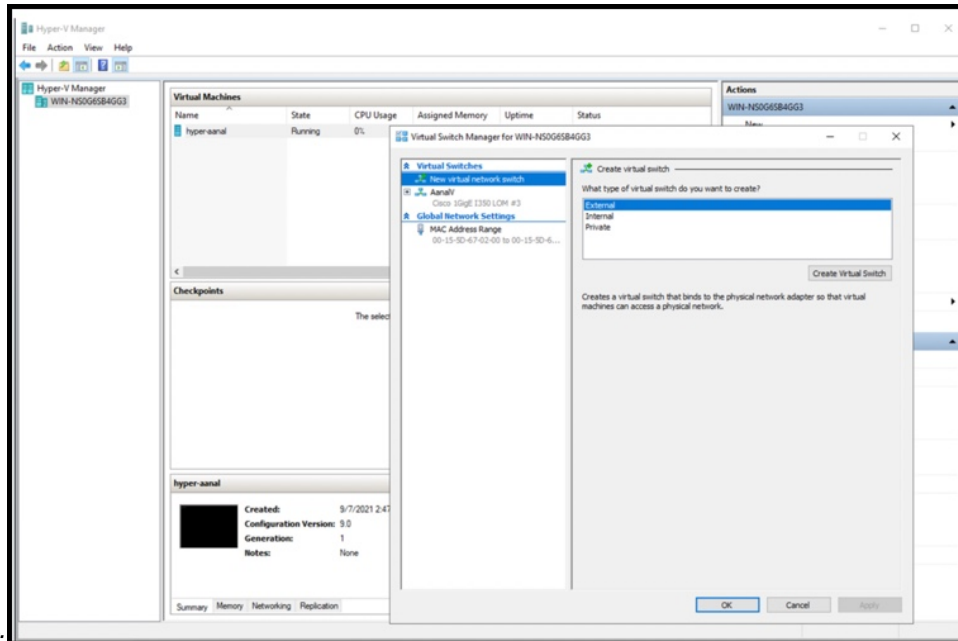 Hyper-V Manager
File Action View Help
Hyper-V Manager
WIN-NS0G6SB4GG3
Virtual Machines
Name State CPU Usage Assigned Memory Uptime Status
hyper-aanal Running 0%
Checkpoints
The selec
hyper-aanal
Created: 9/7/2021 2:47
Configuration Version: 9.0
Generation: 1
Notes: None
Summary Memory Networking Replication
Actions
WIN-NS0G6SB4GG3
New
Virtual Switch Manager for WIN-NS0G6SB4GG3
Virtual Switches
New virtual network switch
AanalV
Cisco 1GigE I350 LOM #3
Global Network Settings
MAC Address Range
00-15-5D-67-02-00 to 00-15-5D-6...
Create virtual switch
What type of virtual switch do you want to create?
External
Internal
Private
Create Virtual Switch
Creates a virtual switch that binds to the physical network adapter so that virtual
machines can access a physical network.
OK Cancel Apply